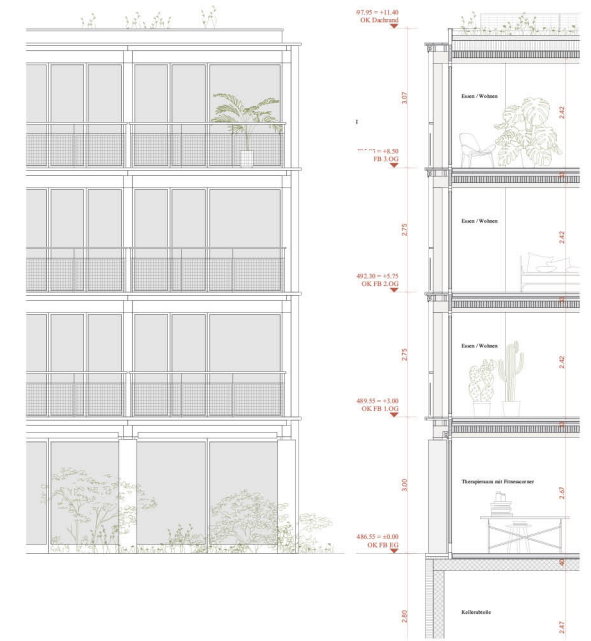 97.95 = +11.40
OK Dachrand
3.07
Essen / Wohnen
2.42
= +8.50
FB 3.OG
2.75
Essen / Wohnen
2.42
492.30 = +5.75
OK FB 2.OG
2.75
Essen / Wohnen
2.42
489.55 = +3.00
OK FB 1.OG
3.00
Therapieraum mit Fitnesscorner
2.67
486.55 = ±0.00
OK FB EG
40
2.80
Kellerabteile
2.47